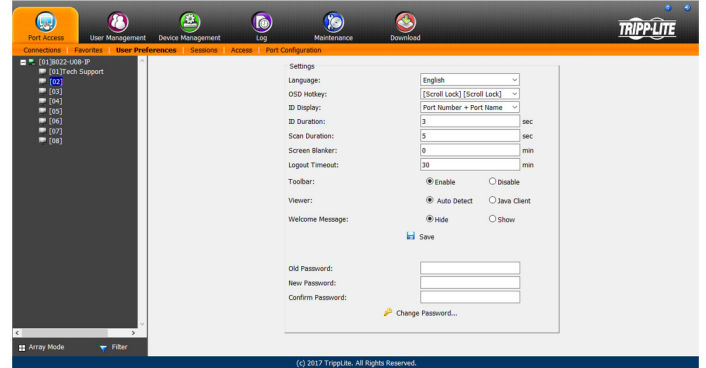 Port Access User Management Device Management Log Maintenance Download TRIPP·LITE
Connections Favorites User Preferences Sessions Access Port Configuration
[01]B022-U08-IP
[01]Tech Support
[02]
[03]
[04]
[05]
[06]
[07]
[08]
Settings
Language: English
OSD Hotkey: [Scroll Lock] [Scroll Lock]
ID Display: Port Number + Port Name
ID Duration: 3 sec
Scan Duration: 5 sec
Screen Blanker: 0 min
Logout Timeout: 30 min
Toolbar: Enable Disable
Viewer: Auto Detect Java Client
Welcome Message: Hide Show
Save
Old Password:
New Password:
Confirm Password:
Change Password...
Array Mode Filter
(c) 2017 TrippLite. All Rights Reserved.